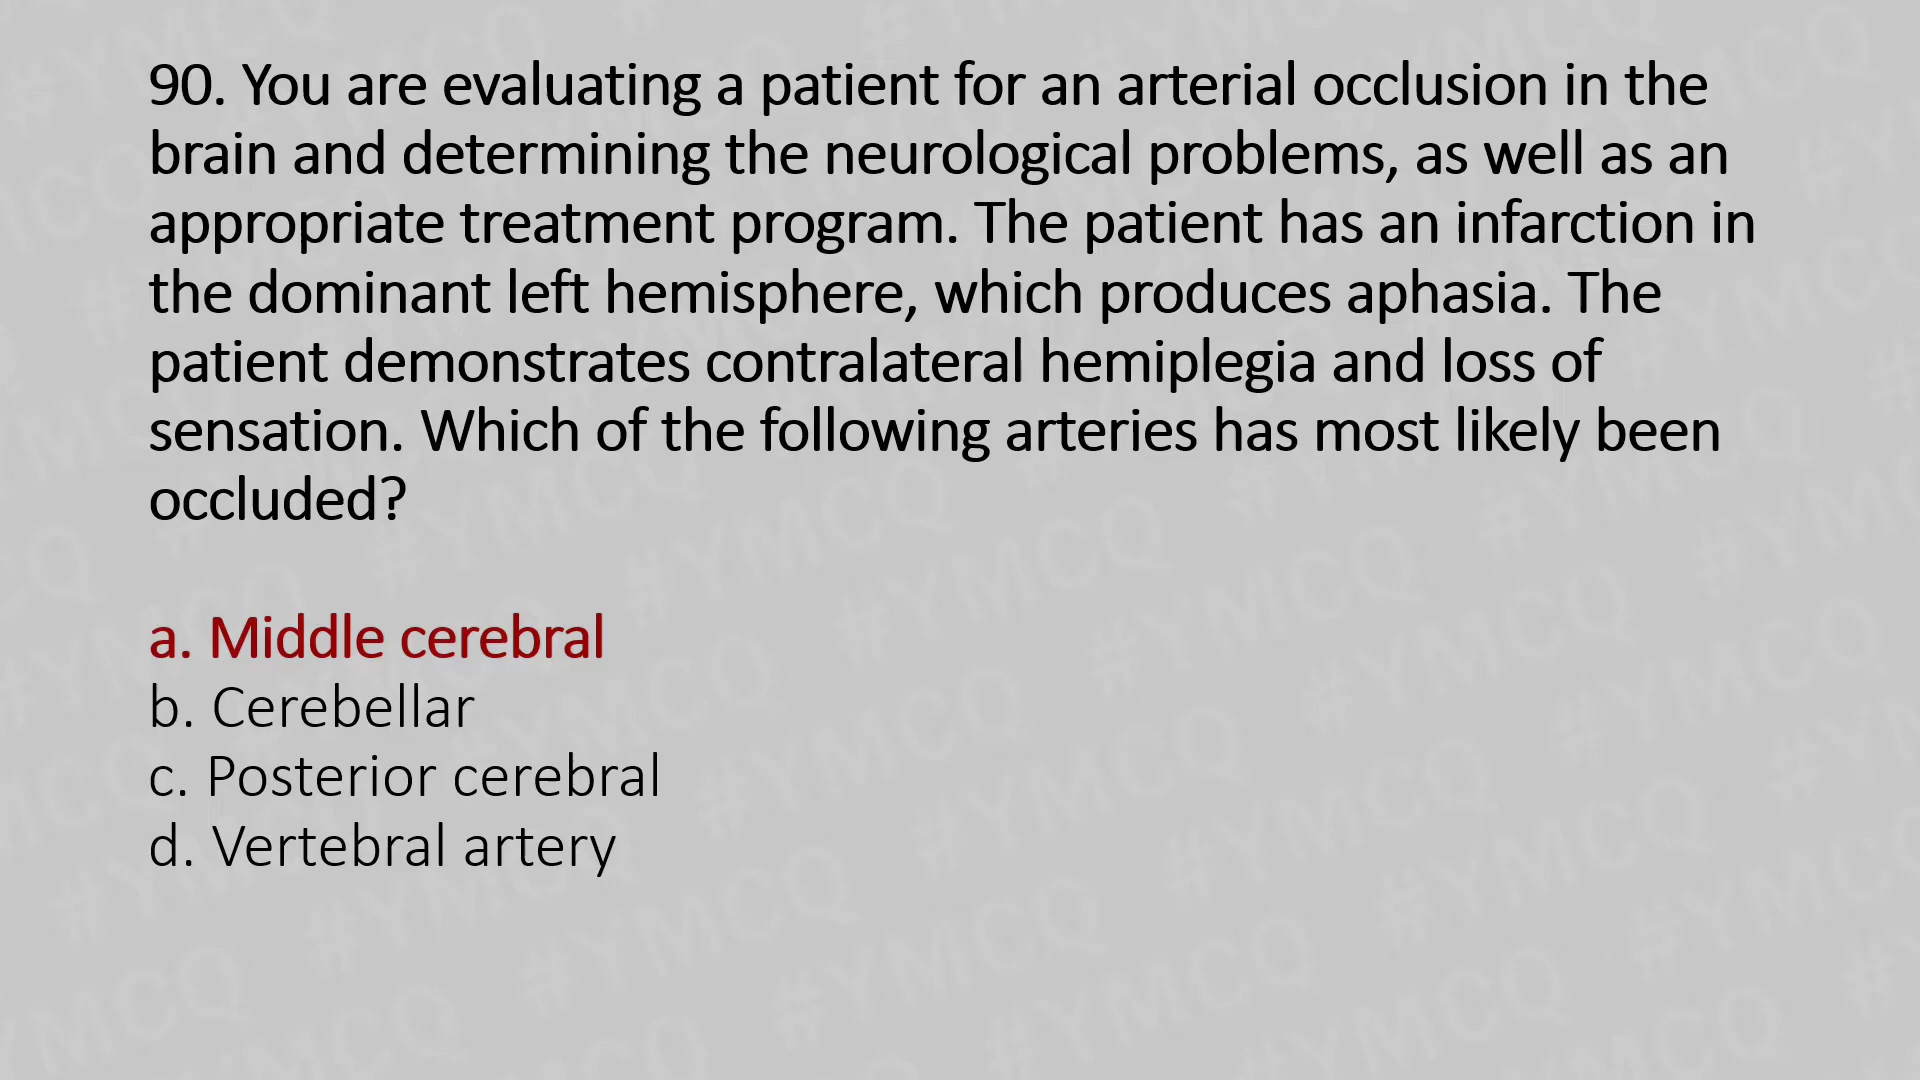 90. You are evaluating a patient for an arterial occlusion in the
brain and determining the neurological problems, as well as an
appropriate treatment program. The patient has an infarction in
the dominant left hemisphere, which produces aphasia. The
patient demonstrates contralateral hemiplegia and loss of
sensation. Which of the following arteries has most likely been
occluded?
a. Middle cerebral
b. Cerebellar
c. Posterior cerebral
d. Vertebral artery
#YMCQ